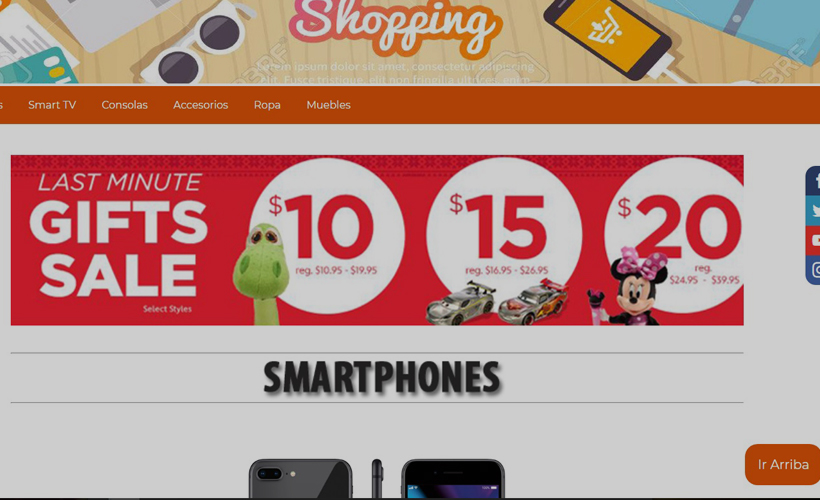 Shopping
Lorem ipsum dolor sit amet, consectetur adipiscing
elit. Fusce tristique, elit non fringilla ultrices, enim
s Smart TV Consolas Accesorios Ropa Muebles
LAST MINUTE
GIFTS
SALE
Select Styles
$10
reg. $10.95 - $19.95
$15
reg. $16.95 - $26.95
$20
reg.
$24.95 - $39.95
SMARTPHONES
Ir Arriba